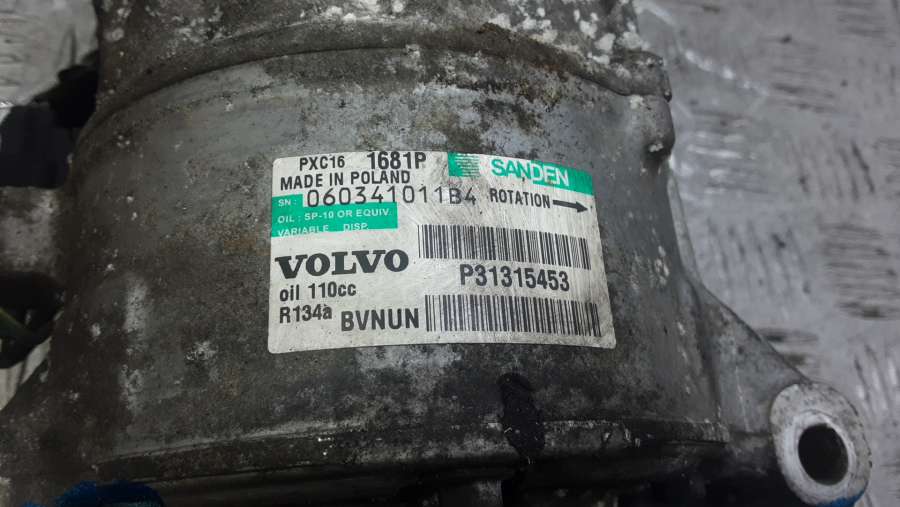 PXC16 1681P SANDEN
MADE IN POLAND
SN: 060341011B4 ROTATION →
OIL : SP-10 OR EQUIV.
VARIABLE DISP.
VOLVO
P31315453
oil 110cc
R134a BVNUN